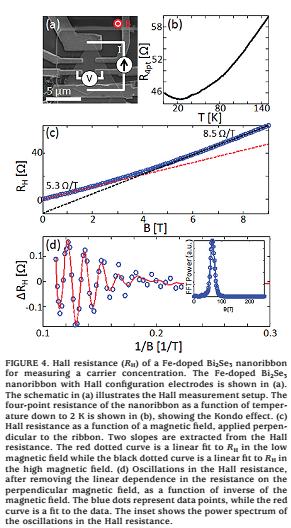 (a)
B
I
V
5 μm
(b)
58
52
46
R4pt [Ω]
0
50
100
150
T [K]
(c)
8.5 Ω/T
40
RH [Ω]
5.3 Ω/T
0
0
2
4
6
8
B [T]
(d)
0.1
0
-0.1
ΔRH [Ω]
FFT Power(a.u.)
100
200
B[T]
0.1
0.2
0.3
1/B [1/T]
FIGURE 4. Hall resistance (RH) of a Fe-doped Bi2Se3 nanoribbon
for measuring a carrier concentration. The Fe-doped Bi2Se3
nanoribbon with Hall configuration electrodes is shown in (a).
The schematic in (a) illustrates the Hall measurement setup. The
four-point resistance of the nanoribbon as a function of temper-
ature down to 2 K is shown in (b), showing the Kondo effect. (c)
Hall resistance as a function of magnetic field, applied perpen-
dicular to the ribbon. Two slopes are extracted from the Hall
resistance. The red dotted curve is a linear fit to RH in the low
magnetic field while the black dotted curve is a linear fit to RH in
the high magnetic field. (d) Oscillations in the Hall resistance,
after removing the linear dependence in the resistance on the
perpendicular magnetic field, as a function of inverse of the
magnetic field. The blue dots represent data points, while the red
curve is a fit to the data. The inset shows the power spectrum of
the oscillations in the Hall resistance.